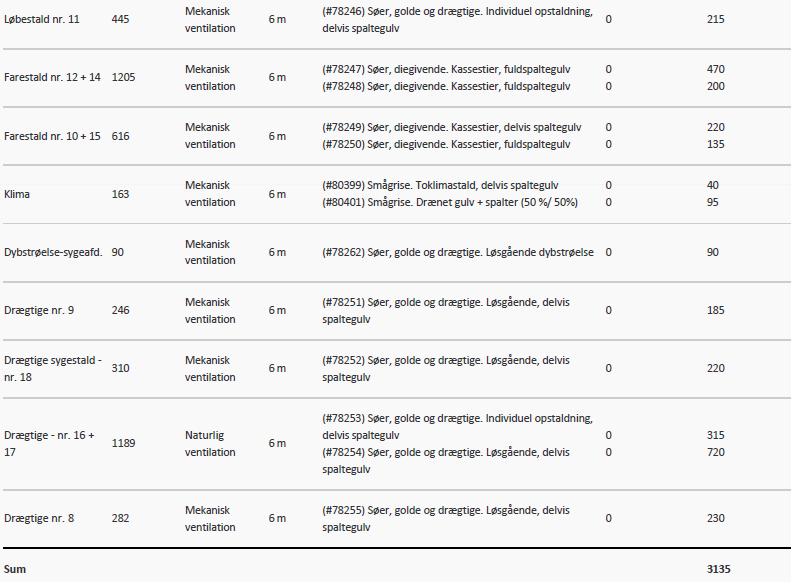 Løbestald nr. 11 445 Mekanisk ventilation 6 m (#78246) Søer, golde og drægtige. Individuel opstaldning, delvis spaltegulv 0 215
Farestald nr. 12 + 14 1205 Mekanisk ventilation 6 m (#78247) Søer, diegivende. Kassestier, fuldspaltegulv 0 470
(#78248) Søer, diegivende. Kassestier, fuldspaltegulv 0 200
Farestald nr. 10 + 15 616 Mekanisk ventilation 6 m (#78249) Søer, diegivende. Kassestier, delvis spaltegulv 0 220
(#78250) Søer, diegivende. Kassestier, fuldspaltegulv 0 135
Klima 163 Mekanisk ventilation 6 m (#80399) Smågrise. Toklimastald, delvis spaltegulv 0 40
(#80401) Smågrise. Drænet gulv + spalter (50 %/ 50%) 0 95
Dybstrøelse-sygeafd. 90 Mekanisk ventilation 6 m (#78262) Søer, golde og drægtige. Løsgående dybstrøelse 0 90
Drægtige nr. 9 246 Mekanisk ventilation 6 m (#78251) Søer, golde og drægtige. Løsgående, delvis spaltegulv 0 185
Drægtige sygestald - nr. 18 310 Mekanisk ventilation 6 m (#78252) Søer, golde og drægtige. Løsgående, delvis spaltegulv 0 220
Drægtige - nr. 16 + 17 1189 Naturlig ventilation 6 m (#78253) Søer, golde og drægtige. Individuel opstaldning, delvis spaltegulv 0 315
(#78254) Søer, golde og drægtige. Løsgående, delvis spaltegulv 0 720
Drægtige nr. 8 282 Mekanisk ventilation 6 m (#78255) Søer, golde og drægtige. Løsgående, delvis spaltegulv 0 230
Sum 3135